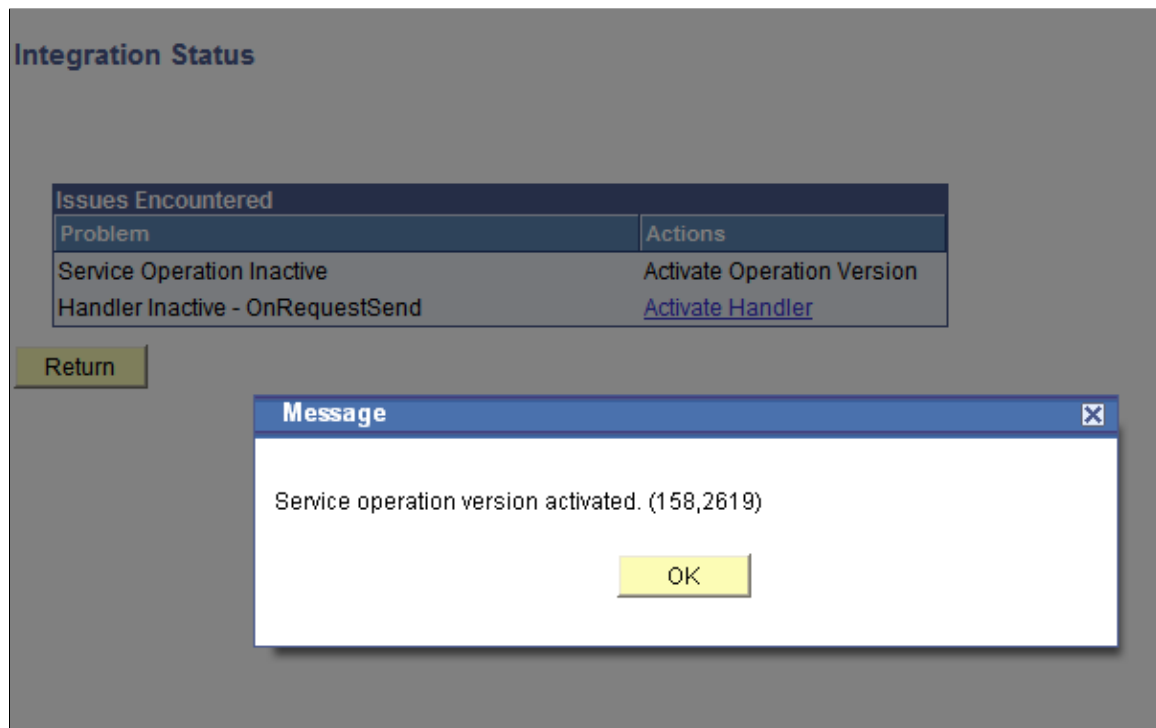 Integration Status
Issues Encountered
Problem Actions
Service Operation Inactive Activate Operation Version
Handler Inactive - OnRequestSend Activate Handler
Return
Message
Service operation version activated. (158,2619)
OK